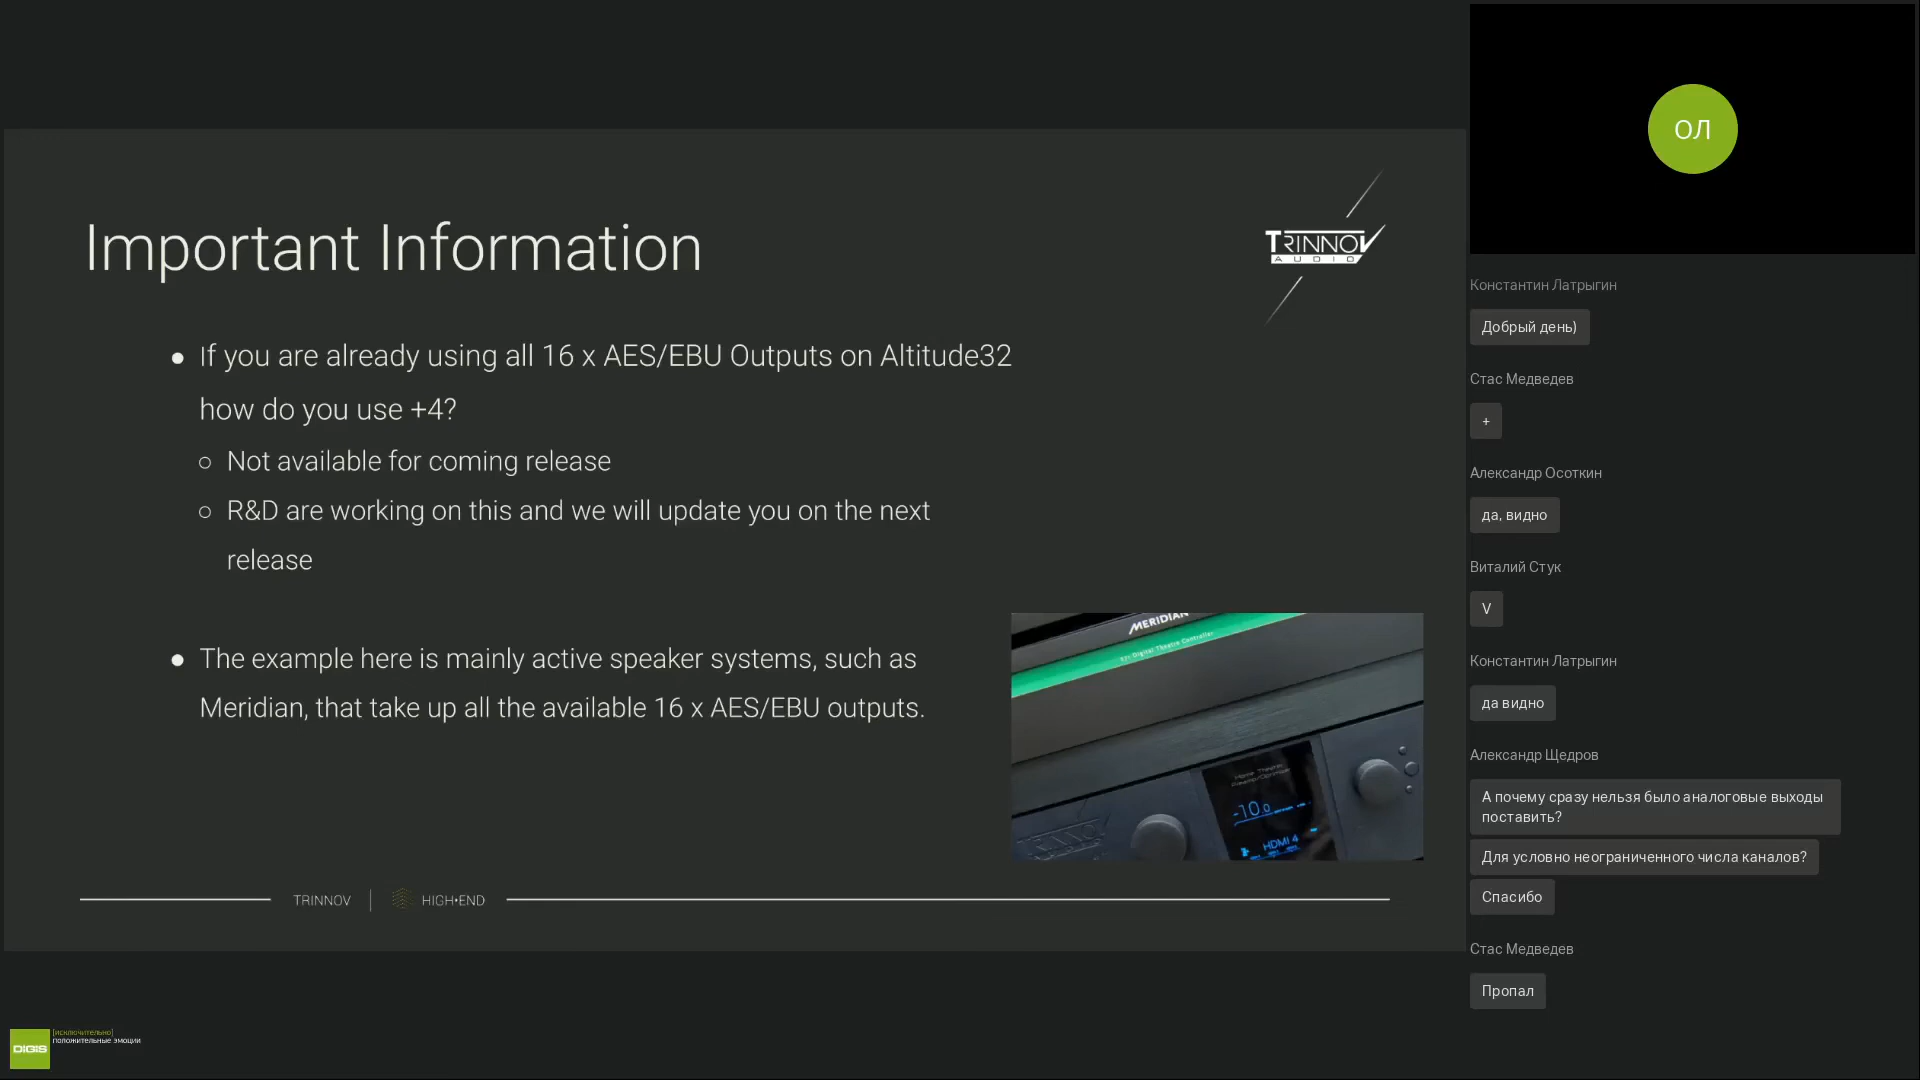 Important Information
TRINNOV
AUDIO
● If you are already using all 16 x AES/EBU Outputs on Altitude32
how do you use +4?
○ Not available for coming release
○ R&D are working on this and we will update you on the next
release
● The example here is mainly active speaker systems, such as
Meridian, that take up all the available 16 x AES/EBU outputs.
MERIDIAN
Digital Theatre Controller
Home Theatre
-10.0
HDMI 4
TRINNOV
HIGH•END
DIGIS
[исключительно]
положительные эмоции
ОЛ
Константин Латрыгин
Добрый день)
Стас Медведев
+
Александр Осоткин
да, видно
Виталий Стук
V
Константин Латрыгин
да видно
Александр Щедров
А почему сразу нельзя было аналоговые выходы
поставить?
Для условно неограниченного числа каналов?
Спасибо
Стас Медведев
Пропал